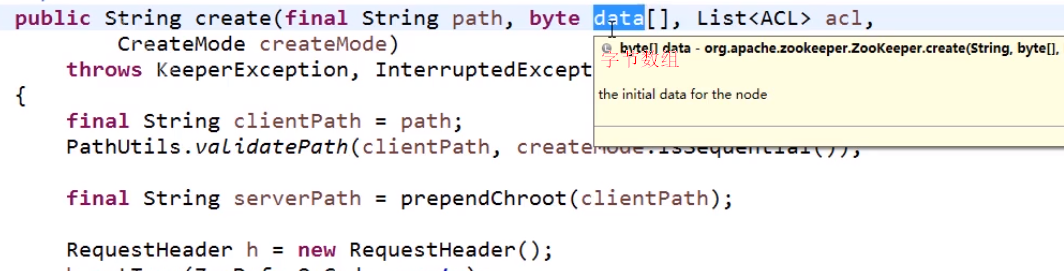 public String create(final String path, byte data[], List<ACL> acl,
CreateMode createMode)
throws KeeperException, InterruptedExcept
byte[] data - org.apache.zookeeper.ZooKeeper.create(String, byte[],
字节数组
the initial data for the node
{
final String clientPath = path;
PathUtils.validatePath(clientPath, createMode.isSequential());
final String serverPath = prependChroot(clientPath);
RequestHeader h = new RequestHeader();